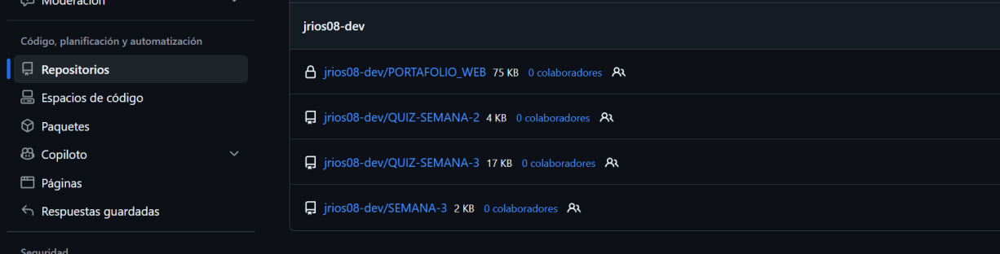 Moderación
Código, planificación y automatización
Repositorios
Espacios de código
Paquetes
Copiloto
Páginas
Respuestas guardadas
Seguridad
jrios08-dev
jrios08-dev/PORTAFOLIO_WEB 75 KB 0 colaboradores
jrios08-dev/QUIZ-SEMANA-2 4 KB 0 colaboradores
jrios08-dev/QUIZ-SEMANA-3 17 KB 0 colaboradores
jrios08-dev/SEMANA-3 2 KB 0 colaboradores